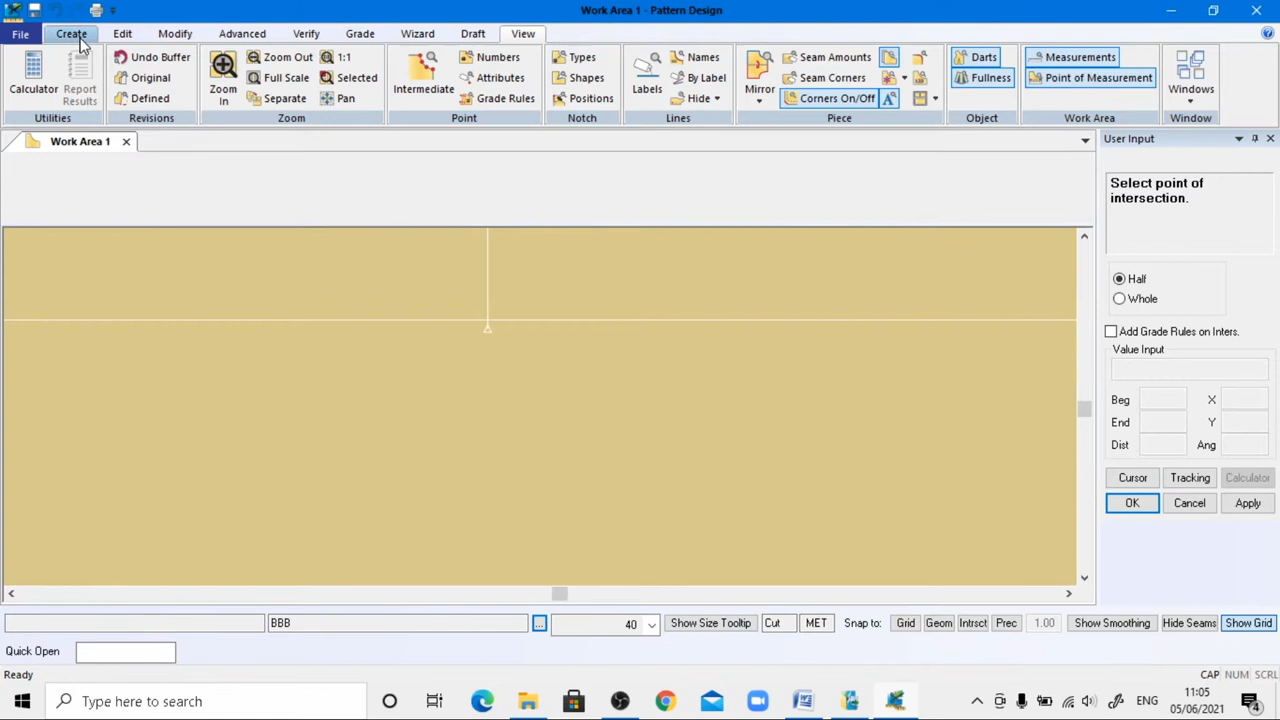 Work Area 1 - Pattern Design
File Create Edit Modify Advanced Verify Grade Wizard Draft View
Calculator
Report Results
Utilities
Undo Buffer
Original
Defined
Revisions
Zoom In
Zoom Out
Full Scale
Separate
1:1
Selected
Pan
Zoom
Intermediate
Numbers
Attributes
Grade Rules
Point
Types
Shapes
Positions
Notch
Labels
Names
By Label
Hide
Lines
Mirror
Seam Amounts
Seam Corners
Corners On/Off
A
Piece
Darts
Fullness
Object
Measurements
Point of Measurement
Work Area
Windows
Window
Work Area 1
User Input
Select point of
intersection.
Half
Whole
Add Grade Rules on Inters.
Value Input
Beg X
End Y
Dist Ang
Cursor Tracking Calculator
OK Cancel Apply
BBB ... 40 Show Size Tooltip Cut MET Snap to: Grid Geom Intrsct Prec 1.00 Show Smoothing Hide Seams Show Grid
Quick Open
Ready CAP NUM SCRL
Type here to search
ENG
11:05
05/06/2021
4